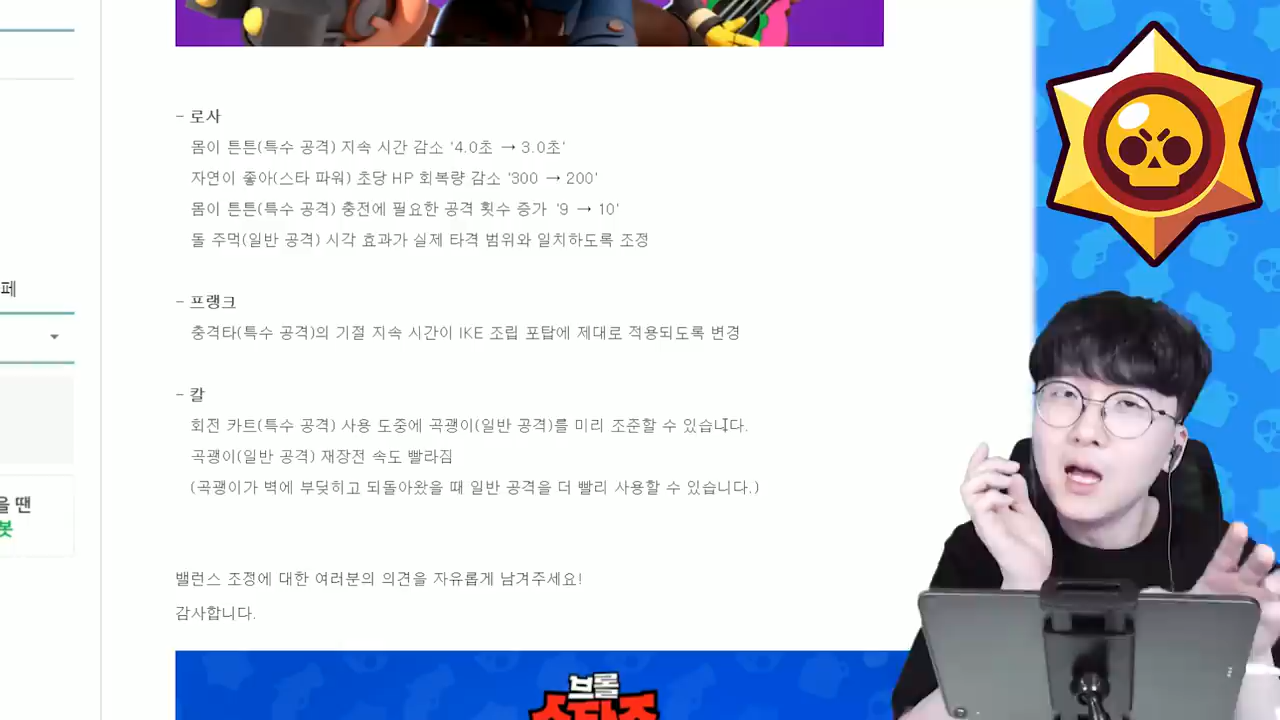 - 로사
몸이 튼튼(특수 공격) 지속 시간 감소 '4.0초 → 3.0초'
자연이 좋아(스타 파워) 초당 HP 회복량 감소 '300 → 200'
몸이 튼튼(특수 공격) 충전에 필요한 공격 횟수 증가 '9 → 10'
돌 주먹(일반 공격) 시각 효과가 실제 타격 범위와 일치하도록 조정
페
- 프랭크
충격타(특수 공격)의 기절 지속 시간이 IKE 조립 포탑에 제대로 적용되도록 변경
- 칼
회전 카트(특수 공격) 사용 도중에 곡괭이(일반 공격)를 미리 조준할 수 있습니다.
곡괭이(일반 공격) 재장전 속도 빨라짐
(곡괭이가 벽에 부딪히고 되돌아왔을 때 일반 공격을 더 빨리 사용할 수 있습니다.)
을 땐
봇
밸런스 조정에 대한 여러분의 의견을 자유롭게 남겨주세요!
감사합니다.
브롤
스타즈